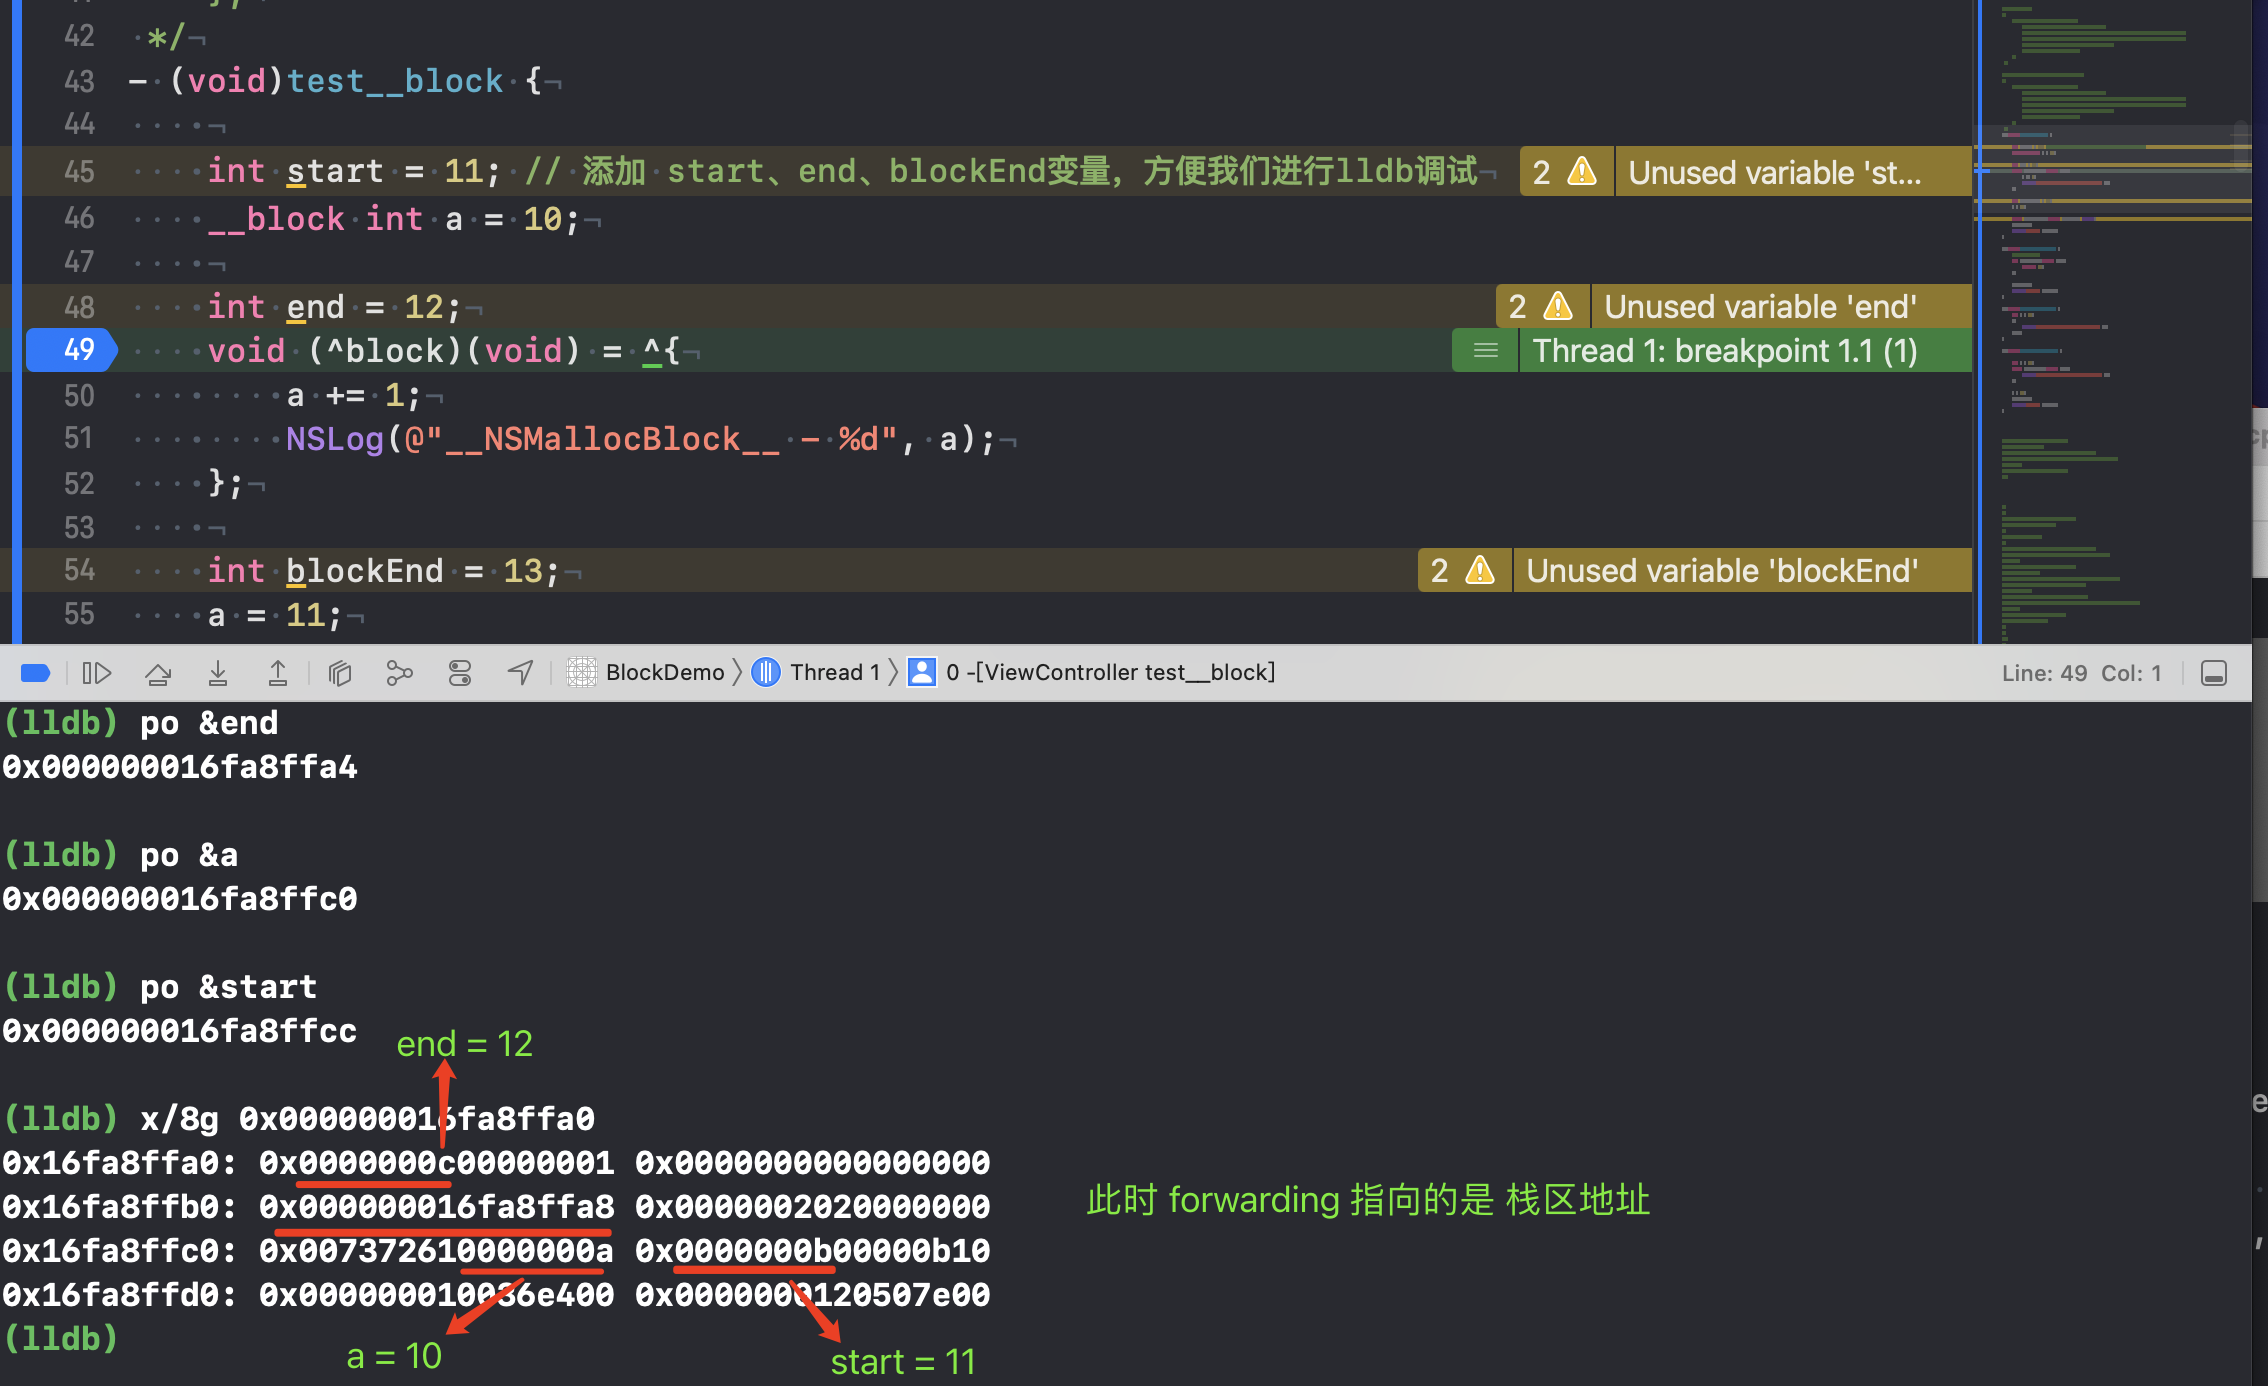 42 */
43 - (void)test__block {
44
45 int start = 11; // 添加 start、end、blockEnd变量，方便我们进行lldb调试 2 Unused variable 'st...
46 __block int a = 10;
47
48 int end = 12; 2 Unused variable 'end'
49 void (^block)(void) = ^{ Thread 1: breakpoint 1.1 (1)
50 a += 1;
51 NSLog(@"__NSMallocBlock__ - %d", a);
52 };
53
54 int blockEnd = 13; 2 Unused variable 'blockEnd'
55 a = 11;
BlockDemo Thread 1 0 -[ViewController test__block] Line: 49 Col: 1
(lldb) po &end
0x000000016fa8ffa4
(lldb) po &a
0x000000016fa8ffc0
(lldb) po &start
0x000000016fa8ffcc
end = 12
(lldb) x/8g 0x000000016fa8ffa0
0x16fa8ffa0: 0x0000000c00000001 0x0000000000000000
0x16fa8ffb0: 0x000000016fa8ffa8 0x0000002020000000
此时 forwarding 指向的是 栈区地址
0x16fa8ffc0: 0x007372610000000a 0x0000000b00000b10
0x16fa8ffd0: 0x000000010036e400 0x0000000120507e00
(lldb)
a = 10
start = 11